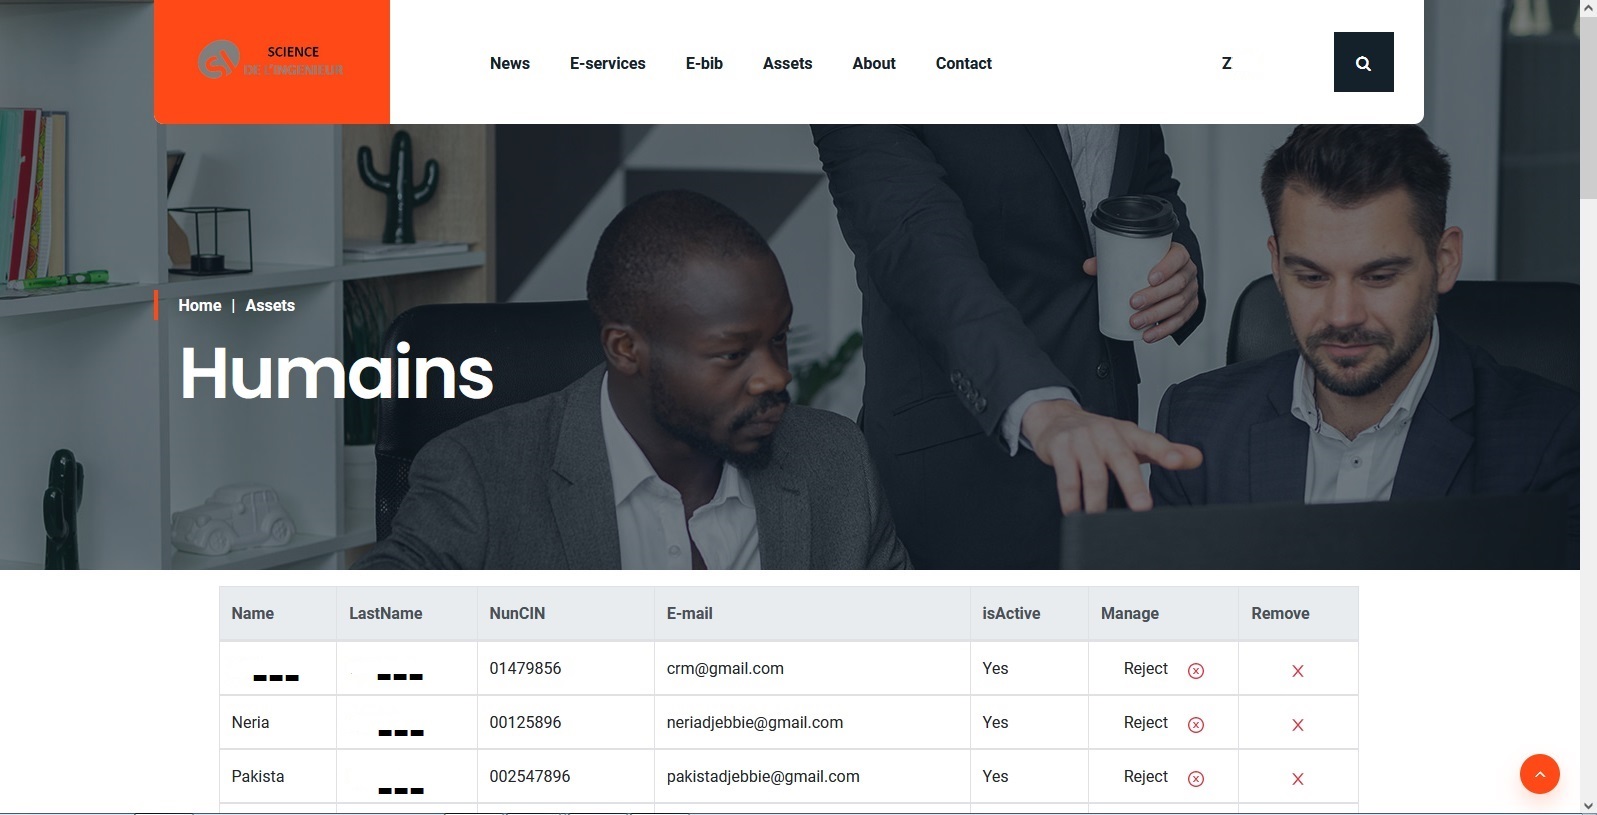 SCIENCE
DE L'INGENIEUR
News E-services E-bib Assets About Contact Z
Home | Assets
Humains
Name LastName NunCIN E-mail isActive Manage Remove
01479856 crm@gmail.com Yes Reject
Neria 00125896 neriadjebbie@gmail.com Yes Reject
Pakista 002547896 pakistadjebbie@gmail.com Yes Reject